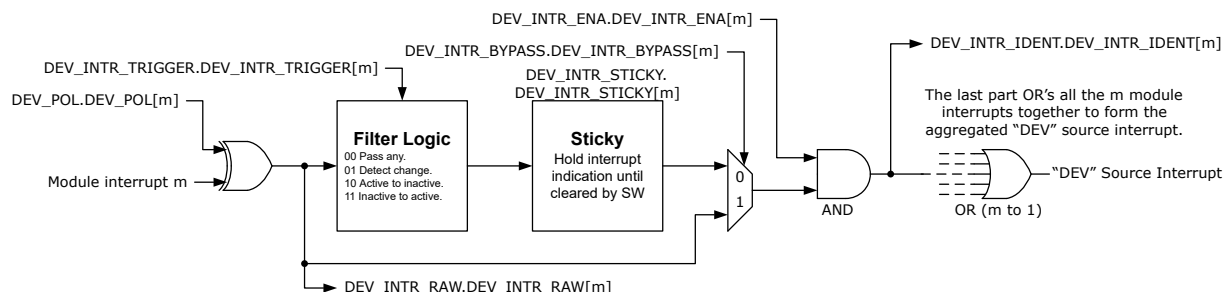 DEV_INTR_ENA.DEV_INTR_ENA[m]
DEV_INTR_IDENT.DEV_INTR_IDENT[m]
DEV_INTR_BYPASS.DEV_INTR_BYPASS[m]
DEV_INTR_TRIGGER.DEV_INTR_TRIGGER[m]
DEV_INTR_STICKY.
DEV_INTR_STICKY[m]
DEV_POL.DEV_POL[m]
The last part OR's all the m module
interrupts together to form the
aggregated “DEV” source interrupt.
Filter Logic
00 Pass any.
01 Detect change.
10 Active to inactive.
11 Inactive to active.
Sticky
Hold interrupt
indication until
cleared by SW
Module interrupt m
0
1
AND
OR (m to 1)
“DEV” Source Interrupt
DEV_INTR_RAW.DEV_INTR_RAW[m]